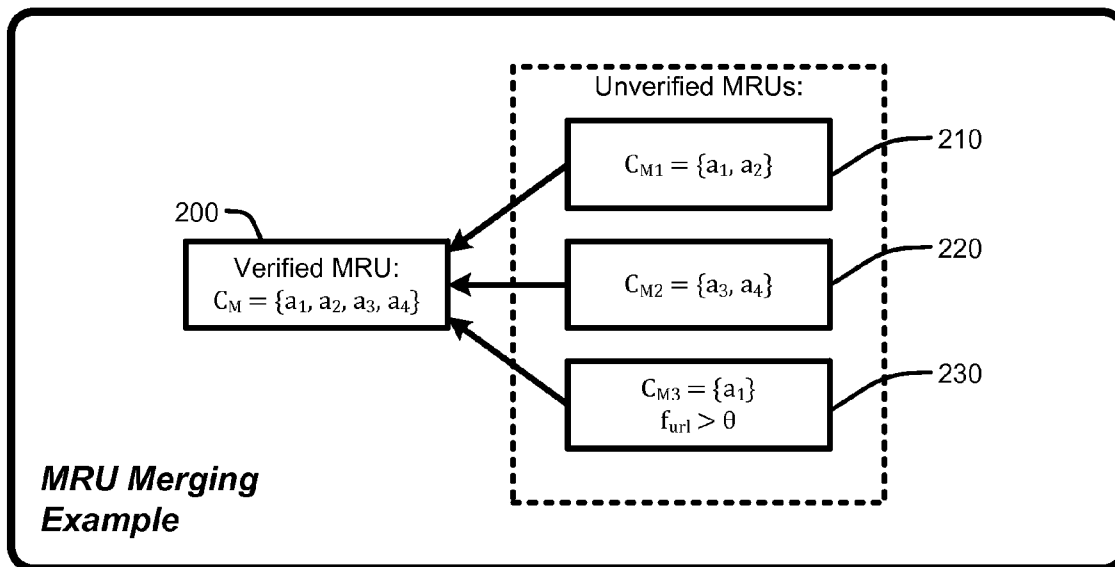 Unverified MRUs:
210
C_M1 = {a_1, a_2}
200
220
Verified MRU:
C_M = {a_1, a_2, a_3, a_4}
C_M2 = {a_3, a_4}
230
C_M3 = {a_1}
f_url > θ
MRU Merging
Example